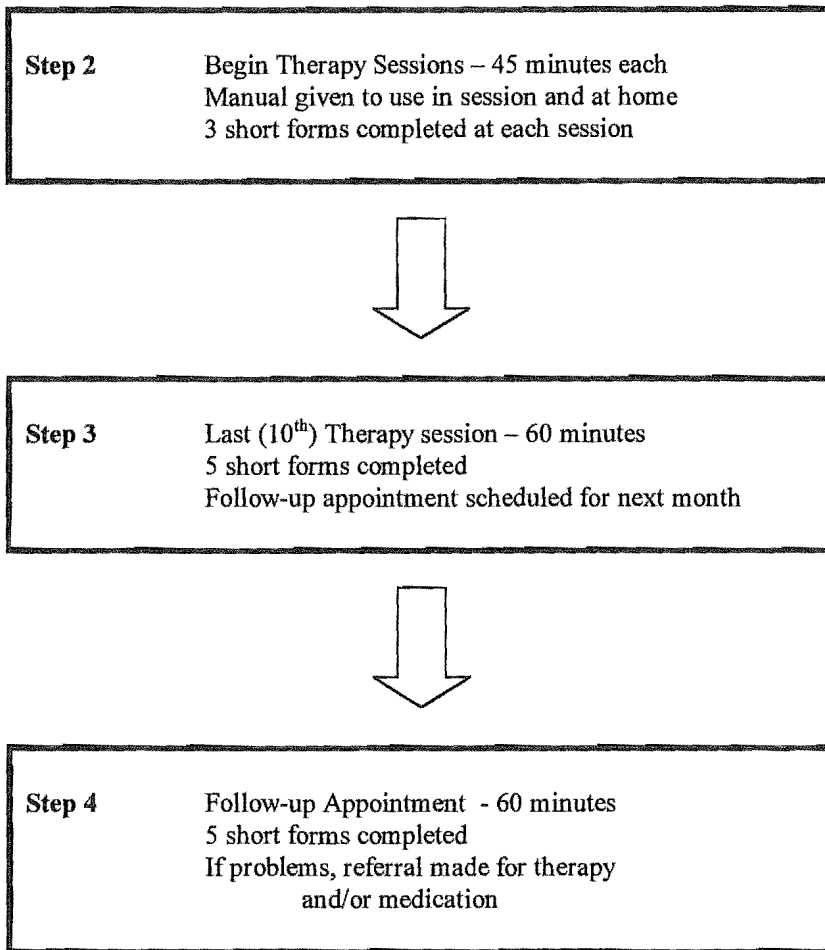 Step 2 Begin Therapy Sessions – 45 minutes each
Manual given to use in session and at home
3 short forms completed at each session
Step 3 Last (10th) Therapy session – 60 minutes
5 short forms completed
Follow-up appointment scheduled for next month
Step 4 Follow-up Appointment - 60 minutes
5 short forms completed
If problems, referral made for therapy
and/or medication